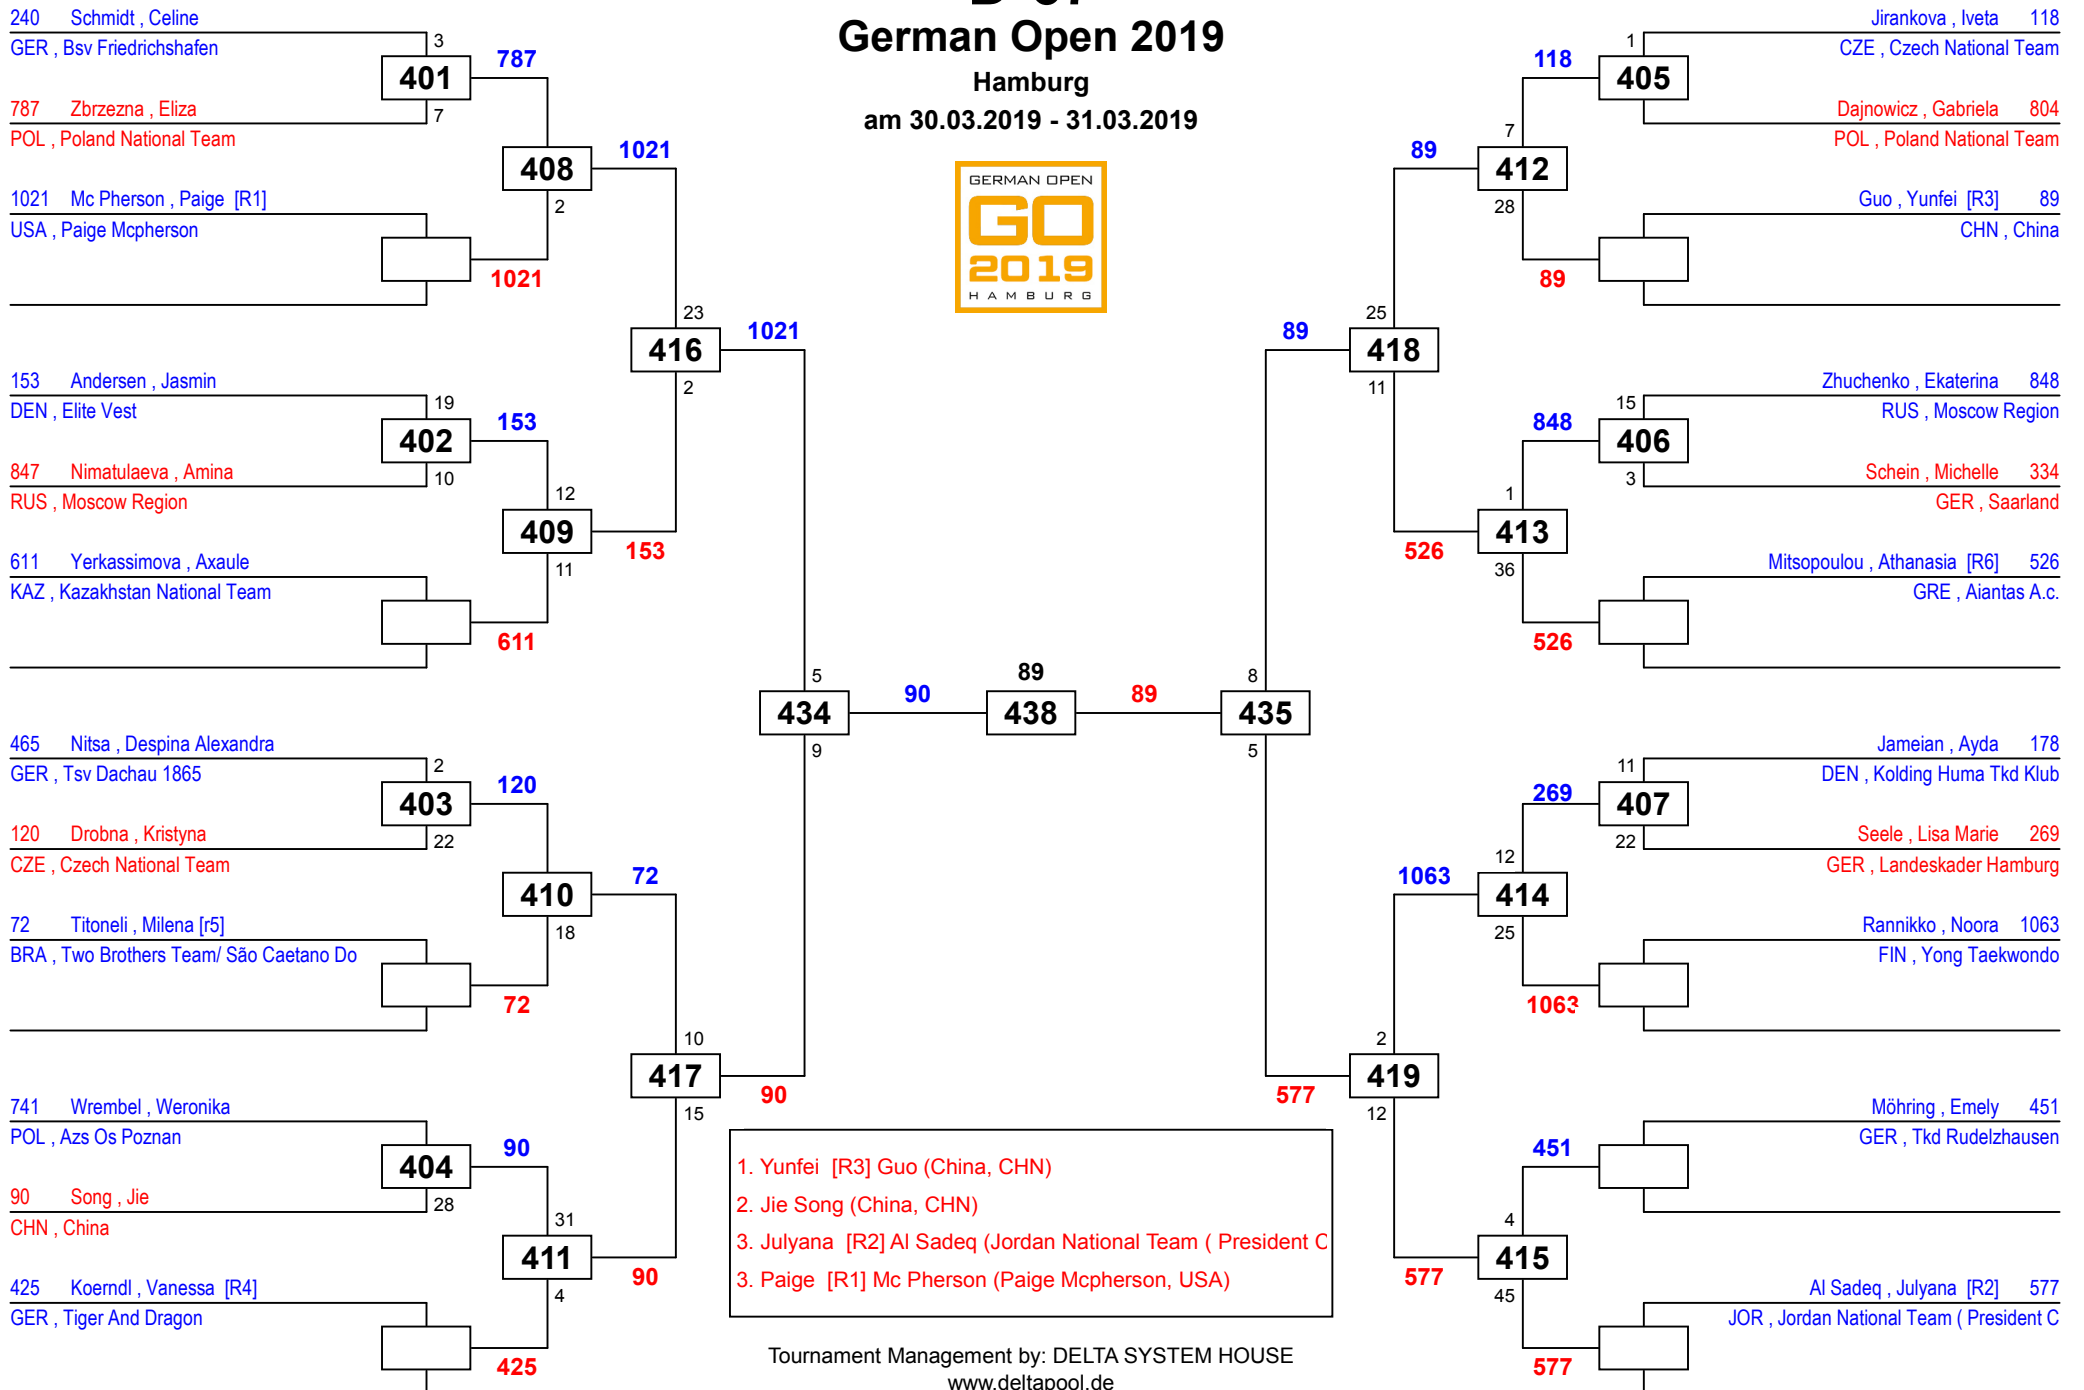 German Open 2019
Hamburg
am 30.03.2019 - 31.03.2019
GERMAN OPEN
GO
2019
HAMBURG
240 Schmidt , Celine
GER , Bsv Friedrichshafen
3
401
787
7
787 Zbrzezna , Eliza
POL , Poland National Team
408
1021
2
1021 Mc Pherson , Paige [R1]
USA , Paige Mcpherson
1021
23
416
1021
2
153 Andersen , Jasmin
DEN , Elite Vest
19
402
153
10
847 Nimatulaeva , Amina
RUS , Moscow Region
12
409
153
11
611 Yerkassimova , Axaule
KAZ , Kazakhstan National Team
611
5
434
90
9
465 Nitsa , Despina Alexandra
GER , Tsv Dachau 1865
2
403
120
22
120 Drobna , Kristyna
CZE , Czech National Team
410
72
18
72 Titoneli , Milena [r5]
BRA , Two Brothers Team/ São Caetano Do
72
10
417
90
15
741 Wrembel , Weronika
POL , Azs Os Poznan
404
90
28
90 Song , Jie
CHN , China
31
411
90
4
425 Koerndl , Vanessa [R4]
GER , Tiger And Dragon
425
89
438
89
Jirankova , Iveta 118
CZE , Czech National Team
1
405
118
Dajnowicz , Gabriela 804
POL , Poland National Team
7
412
89
28
Guo , Yunfei [R3] 89
CHN , China
89
25
418
89
11
Zhuchenko , Ekaterina 848
RUS , Moscow Region
15
406
848
3
Schein , Michelle 334
GER , Saarland
1
413
526
36
Mitsopoulou , Athanasia [R6] 526
GRE , Aiantas A.c.
526
8
435
5
Jameian , Ayda 178
DEN , Kolding Huma Tkd Klub
11
407
269
22
Seele , Lisa Marie 269
GER , Landeskader Hamburg
12
414
1063
25
Rannikko , Noora 1063
FIN , Yong Taekwondo
1063
2
419
577
12
Möhring , Emely 451
GER , Tkd Rudelzhausen
451
4
415
577
45
Al Sadeq , Julyana [R2] 577
JOR , Jordan National Team ( President C
577
1. Yunfei [R3] Guo (China, CHN)
2. Jie Song (China, CHN)
3. Julyana [R2] Al Sadeq (Jordan National Team ( President C
3. Paige [R1] Mc Pherson (Paige Mcpherson, USA)
Tournament Management by: DELTA SYSTEM HOUSE
www.deltapool.de